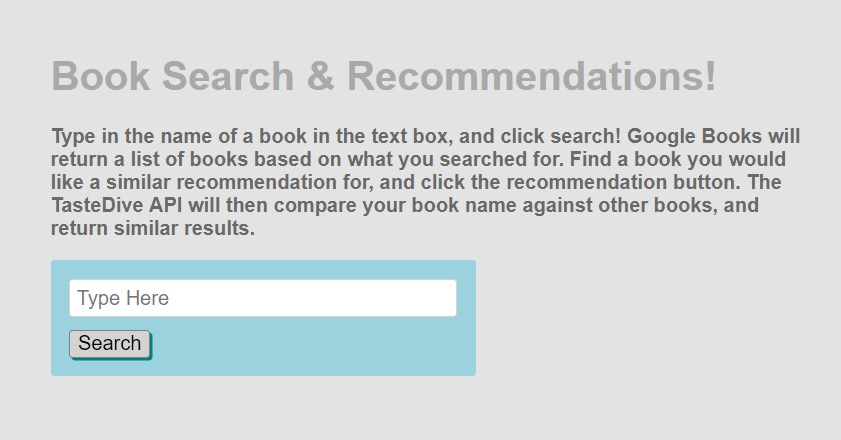 Book Search & Recommendations!
Type in the name of a book in the text box, and click search! Google Books will
return a list of books based on what you searched for. Find a book you would
like a similar recommendation for, and click the recommendation button. The
TasteDive API will then compare your book name against other books, and
return similar results.
Type Here
Search